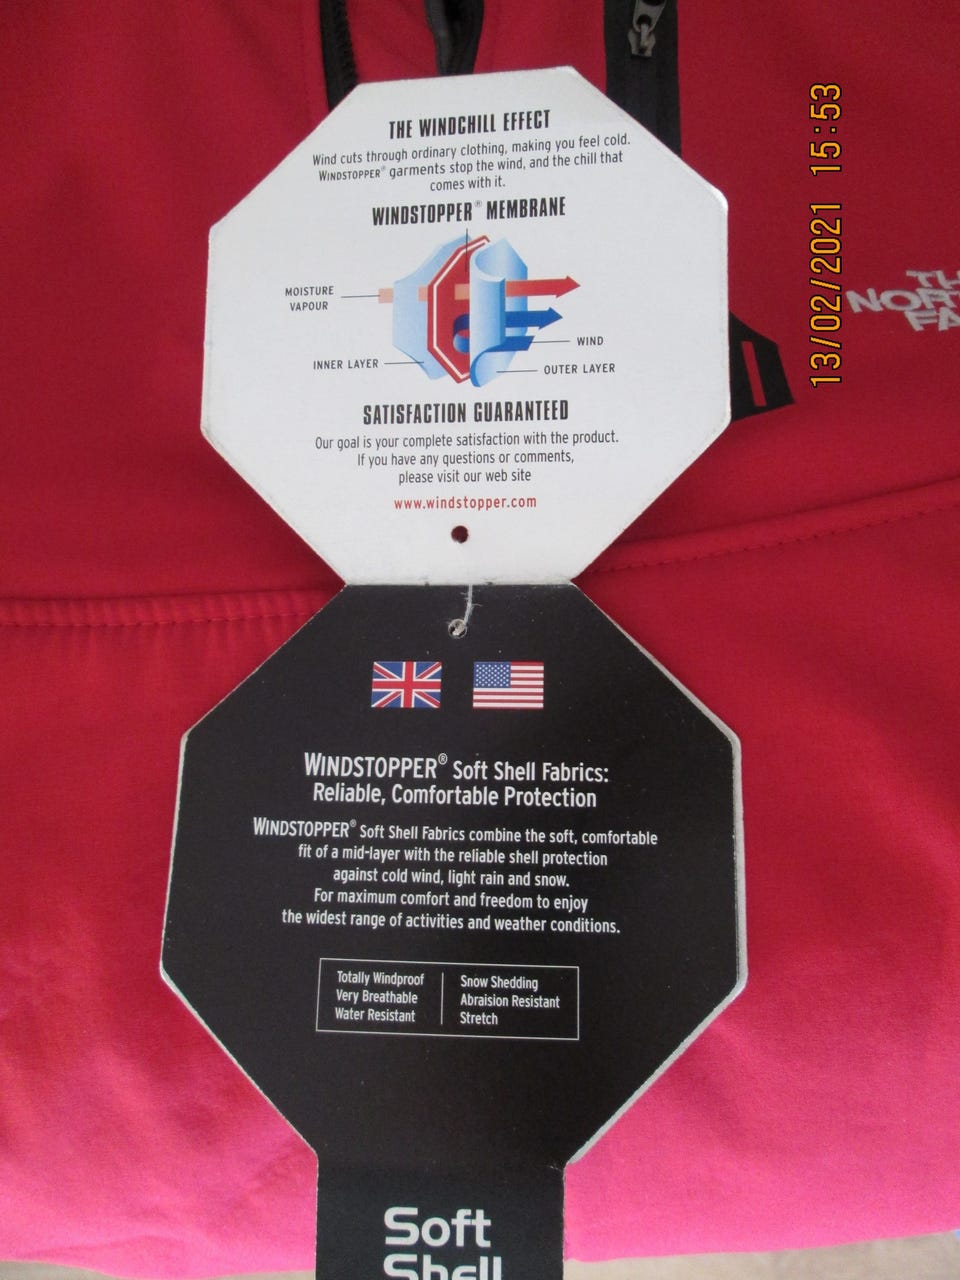 THE WINDCHILL EFFECT
Wind cuts through ordinary clothing, making you feel cold.
WINDSTOPPER® garments stop the wind, and the chill that
comes with it.
WINDSTOPPER® MEMBRANE
MOISTURE
VAPOUR
INNER LAYER
WIND
OUTER LAYER
SATISFACTION GUARANTEED
Our goal is your complete satisfaction with the product.
If you have any questions or comments,
please visit our web site
www.windstopper.com
13/02/2021 15:53
WINDSTOPPER® Soft Shell Fabrics:
Reliable, Comfortable Protection
WINDSTOPPER® Soft Shell Fabrics combine the soft, comfortable
fit of a mid-layer with the reliable shell protection
against cold wind, light rain and snow.
For maximum comfort and freedom to enjoy
the widest range of activities and weather conditions.
Totally Windproof
Very Breathable
Water Resistant
Snow Shedding
Abraision Resistant
Stretch
Soft
Shell